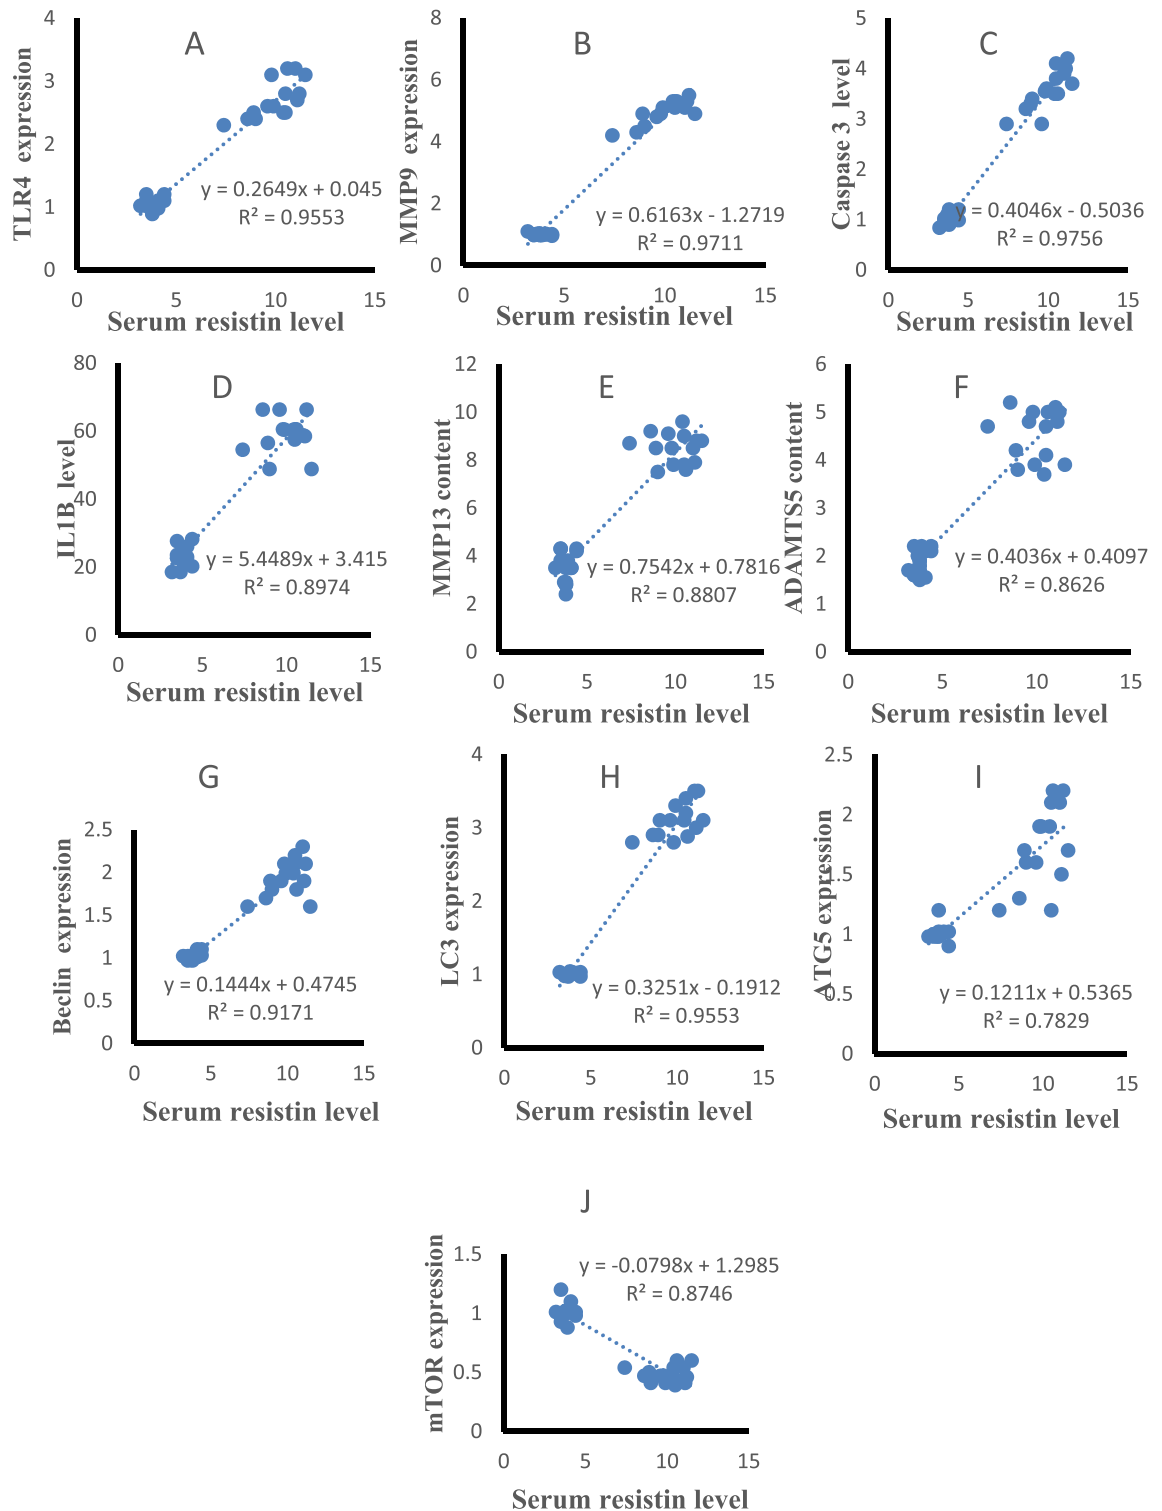 A
TLR4 expression
4
3
2
1
0
y = 0.2649x + 0.045
R² = 0.9553
0 5 10 15
Serum resistin level
B
MMP9 expression
8
6
4
2
0
y = 0.6163x - 1.2719
R² = 0.9711
0 5 10 15
Serum resistin level
C
Caspase 3 level
5
4
3
2
1
0
y = 0.4046x - 0.5036
R² = 0.9756
0 5 10 15
Serum resistin level
D
IL1B level
80
60
40
20
0
y = 5.4489x + 3.415
R² = 0.8974
0 5 10 15
Serum resistin level
E
MMP13 content
12
10
8
6
4
2
0
y = 0.7542x + 0.7816
R² = 0.8807
0 5 10 15
Serum resistin level
F
ADAMTS5 content
6
5
4
3
2
1
0
y = 0.4036x + 0.4097
R² = 0.8626
0 5 10 15
Serum resistin level
G
Beclin expression
2.5
2
1.5
1
0.5
0
y = 0.1444x + 0.4745
R² = 0.9171
0 5 10 15
Serum resistin level
H
LC3 expression
4
3
2
1
0
y = 0.3251x - 0.1912
R² = 0.9553
0 5 10 15
Serum resistin level
I
ATG5 expression
2.5
2
1.5
1
0.5
0
y = 0.1211x + 0.5365
R² = 0.7829
0 5 10 15
Serum resistin level
J
mTOR expression
1.5
1
0.5
0
y = -0.0798x + 1.2985
R² = 0.8746
0 5 10 15
Serum resistin level